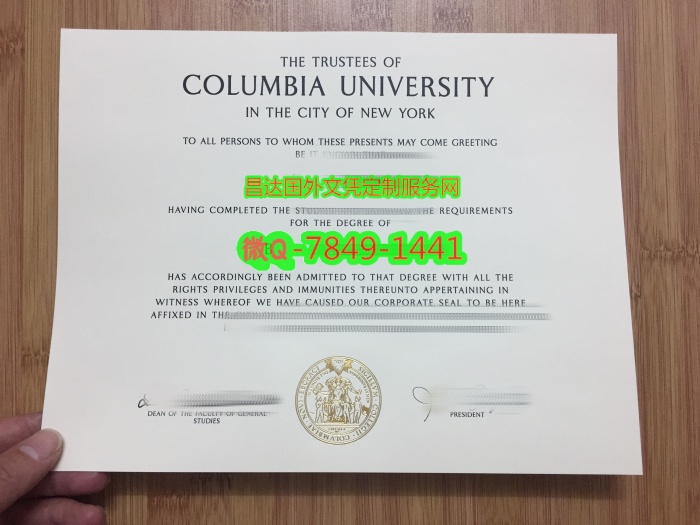 THE TRUSTEES OF
COLUMBIA UNIVERSITY
IN THE CITY OF NEW YORK
TO ALL PERSONS TO WHOM THESE PRESENTS MAY COME GREETING
BE IT
昌达国外文凭定制服务网
HAVING COMPLETED THE THE REQUIREMENTS
FOR THE DEGREE OF
微Q-7849-1441
HAS ACCORDINGLY BEEN ADMITTED TO THAT DEGREE WITH ALL THE
RIGHTS PRIVILEGES AND IMMUNITIES THEREUNTO APPERTAINING IN
WITNESS WHEREOF WE HAVE CAUSED OUR CORPORATE SEAL TO BE HERE
AFFIXED IN THE
DEAN OF THE FACULTY OF GENERAL
STUDIES
PRESIDENT